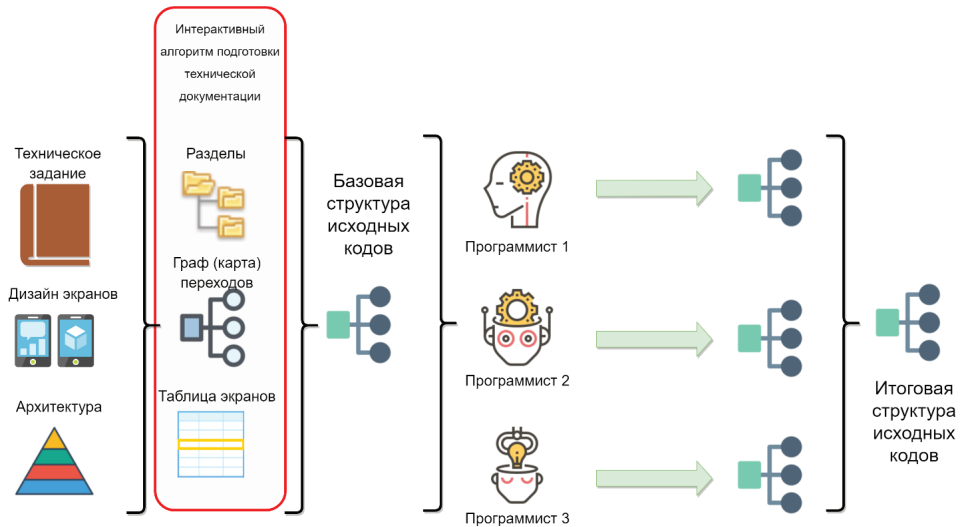 Интерактивный
алгоритм подготовки
технической
документации
Техническое
задание
Дизайн экранов
Архитектура
Разделы
Граф (карта)
переходов
Таблица экранов
Базовая
структура
исходных
кодов
Программист 1
Программист 2
Программист 3
Итоговая
структура
исходных
кодов